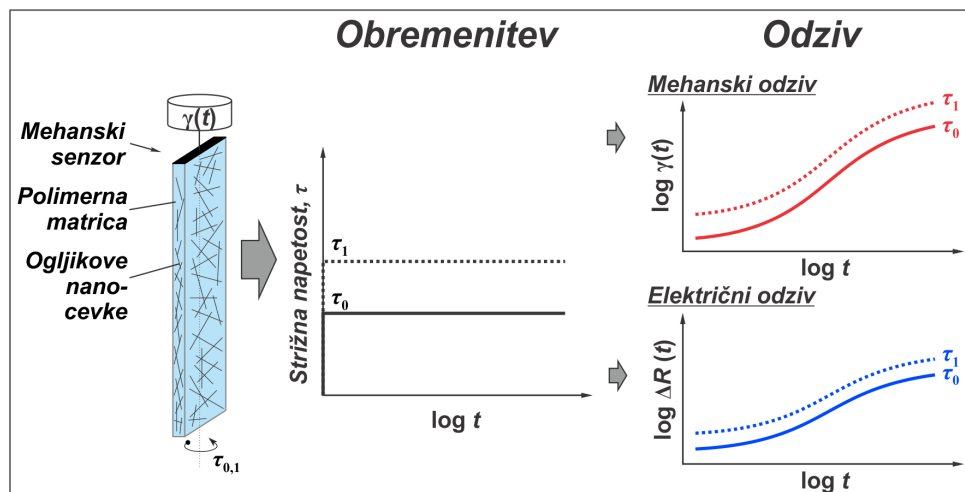 Obremenitev
Odziv
γ(t)
Mehanski
senzor
Polimerna
matrica
Ogljikove
nano-
cevke
τ0,1
Strižna napetost, τ
τ1
τ0
log t
Mehanski odziv
log γ(t)
τ1
τ0
log t
Električni odziv
log ΔR (t)
τ1
τ0
log t